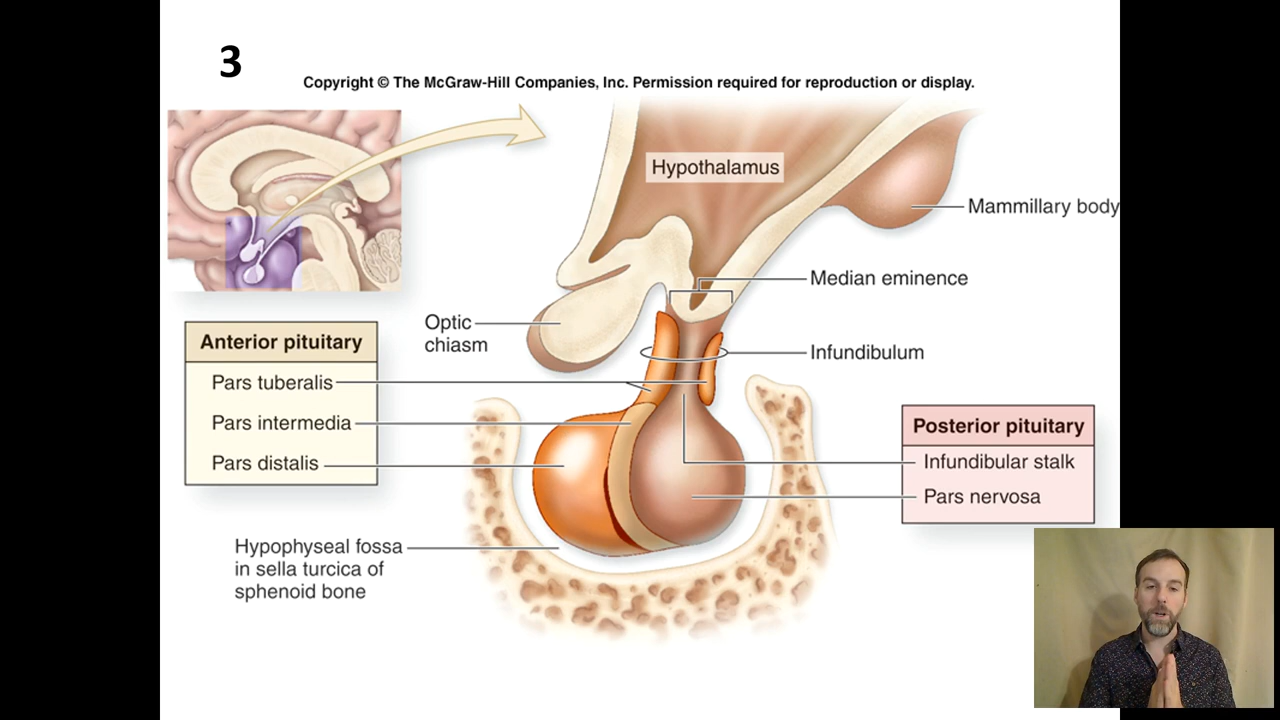 3
Copyright © The McGraw-Hill Companies, Inc. Permission required for reproduction or display.
Hypothalamus
Mammillary body
Median eminence
Optic
chiasm
Infundibulum
Anterior pituitary
Pars tuberalis
Pars intermedia
Pars distalis
Posterior pituitary
Infundibular stalk
Pars nervosa
Hypophyseal fossa
in sella turcica of
sphenoid bone